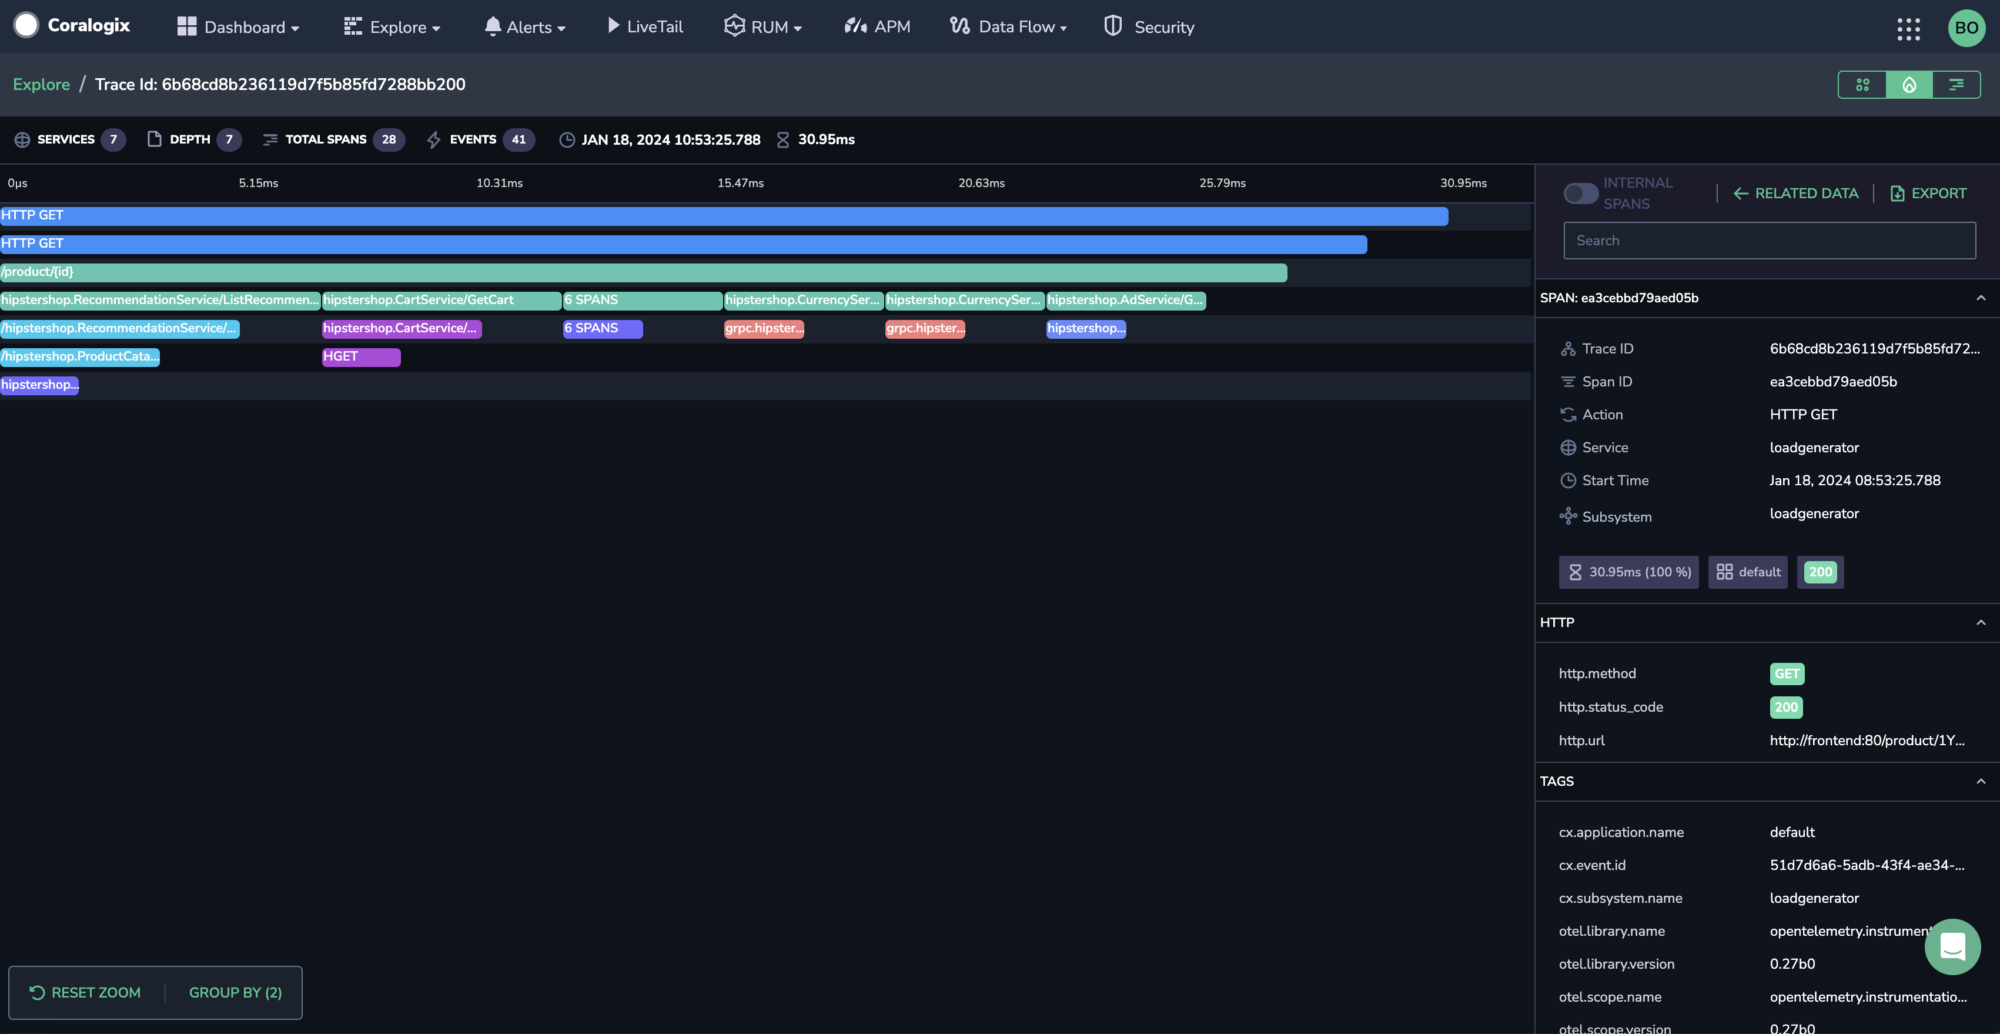 Coralogix
Dashboard
Explore
Alerts
LiveTail
RUM
APM
Data Flow
Security
BO
Explore / Trace Id: 6b68cd8b236119d7f5b85fd7288bb200
SERVICES 7 DEPTH 7 TOTAL SPANS 28 EVENTS 41 JAN 18, 2024 10:53:25.788 30.95ms
0µs 5.15ms 10.31ms 15.47ms 20.63ms 25.79ms 30.95ms
HTTP GET
HTTP GET
/product/{id}
hipstershop.RecommendationService/ListRecommen... hipstershop.CartService/GetCart 6 SPANS hipstershop.CurrencySer... hipstershop.CurrencySer... hipstershop.AdService/G...
/hipstershop.RecommendationService/... hipstershop.CartService/... 6 SPANS grpc.hipster... grpc.hipster... hipstershop...
/hipstershop.ProductCata... HGET
hipstershop...
RESET ZOOM GROUP BY (2)
INTERNAL
SPANS
RELATED DATA
EXPORT
Search
SPAN: ea3cebbd79aed05b
Trace ID 6b68cd8b236119d7f5b85fd72...
Span ID ea3cebbd79aed05b
Action HTTP GET
Service loadgenerator
Start Time Jan 18, 2024 08:53:25.788
Subsystem loadgenerator
30.95ms (100 %) default 200
HTTP
http.method GET
http.status_code 200
http.url http://frontend:80/product/1Y...
TAGS
cx.application.name default
cx.event.id 51d7d6a6-5adb-43f4-ae34-...
cx.subsystem.name loadgenerator
otel.library.name opentelemetry.instrument
otel.library.version 0.27b0
otel.scope.name opentelemetry.instrumentatio...
otel.scope.version 0.27b0